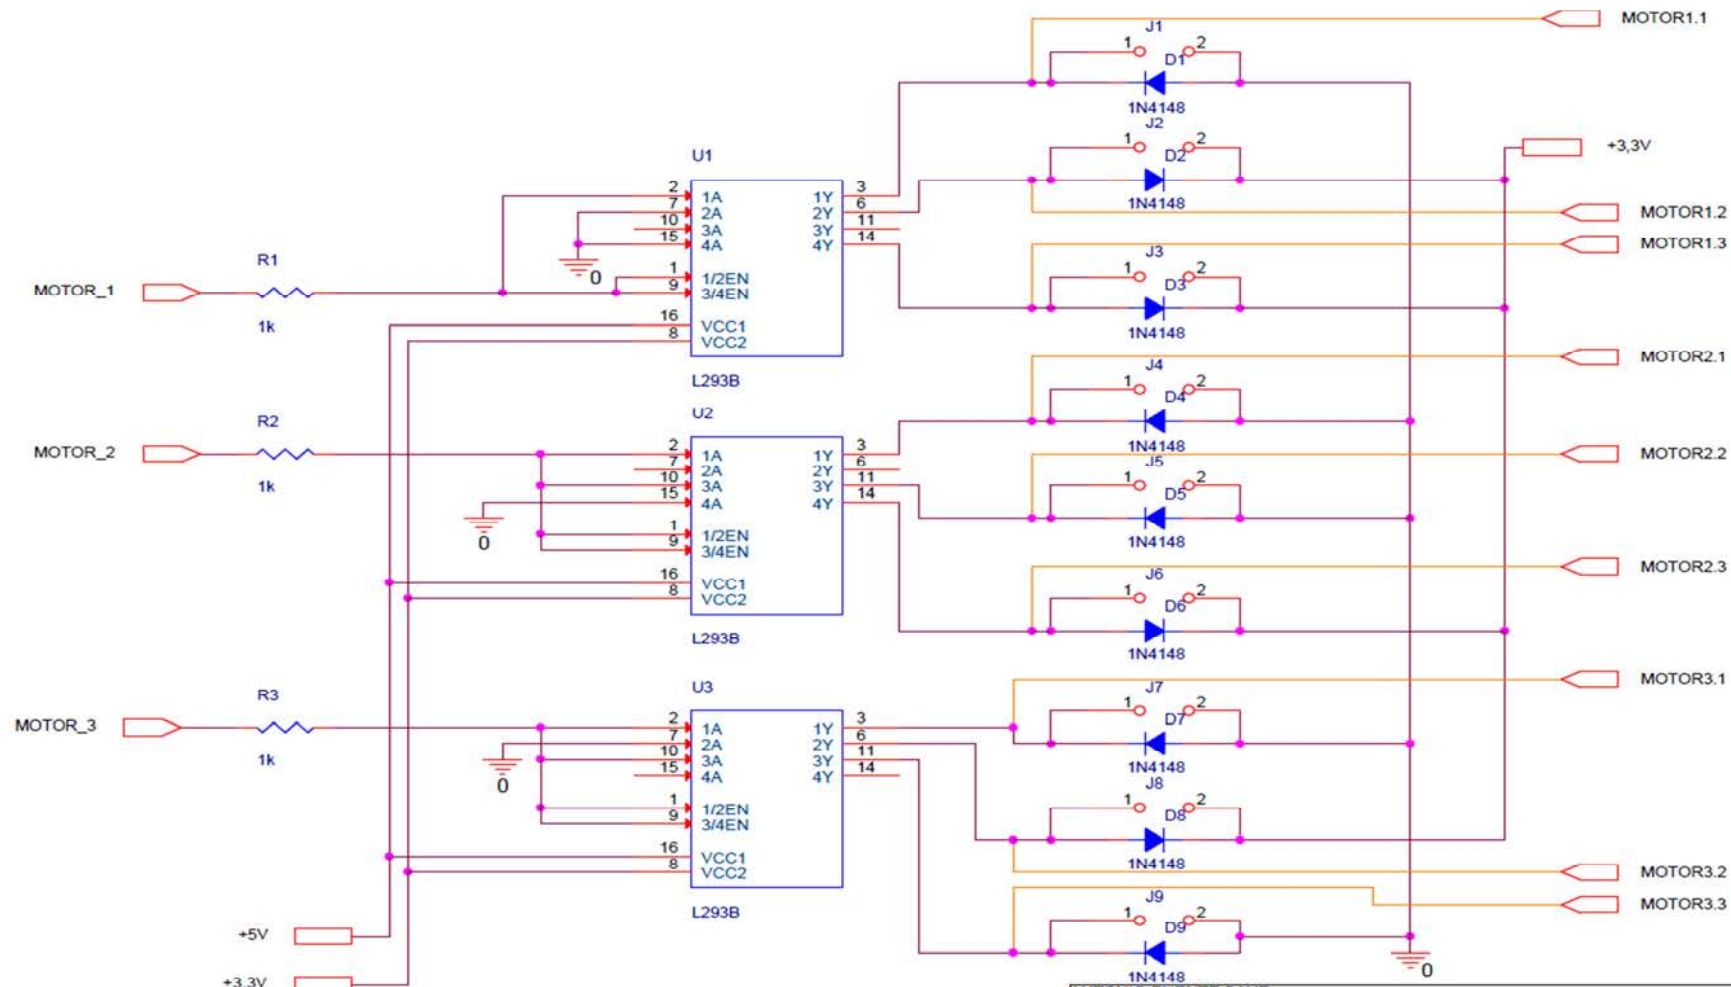 MOTOR1.1
J1
1 2
D1
1N4148
J2
1 2
D2
1N4148
+3,3V
MOTOR1.2
MOTOR1.3
U1
2 1A 1Y 3
7 2A 2Y 6
10 3A 3Y 11
15 4A 4Y 14
1 1/2EN
9 3/4EN
16 VCC1
8 VCC2
L293B
0
R1
MOTOR_1
1k
J3
1 2
D3
1N4148
MOTOR2.1
J4
1 2
D4
1N4148
MOTOR2.2
J5
1 2
D5
1N4148
R2
MOTOR_2
1k
U2
2 1A 1Y 3
7 2A 2Y 6
10 3A 3Y 11
15 4A 4Y 14
1 1/2EN
9 3/4EN
16 VCC1
8 VCC2
L293B
0
MOTOR2.3
J6
1 2
D6
1N4148
R3
MOTOR_3
1k
U3
2 1A 1Y 3
7 2A 2Y 6
10 3A 3Y 11
15 4A 4Y 14
1 1/2EN
9 3/4EN
16 VCC1
8 VCC2
L293B
0
MOTOR3.1
J7
1 2
D7
1N4148
J8
1 2
D8
1N4148
MOTOR3.2
MOTOR3.3
J9
1 2
D9
1N4148
0
+5V
+3.3V